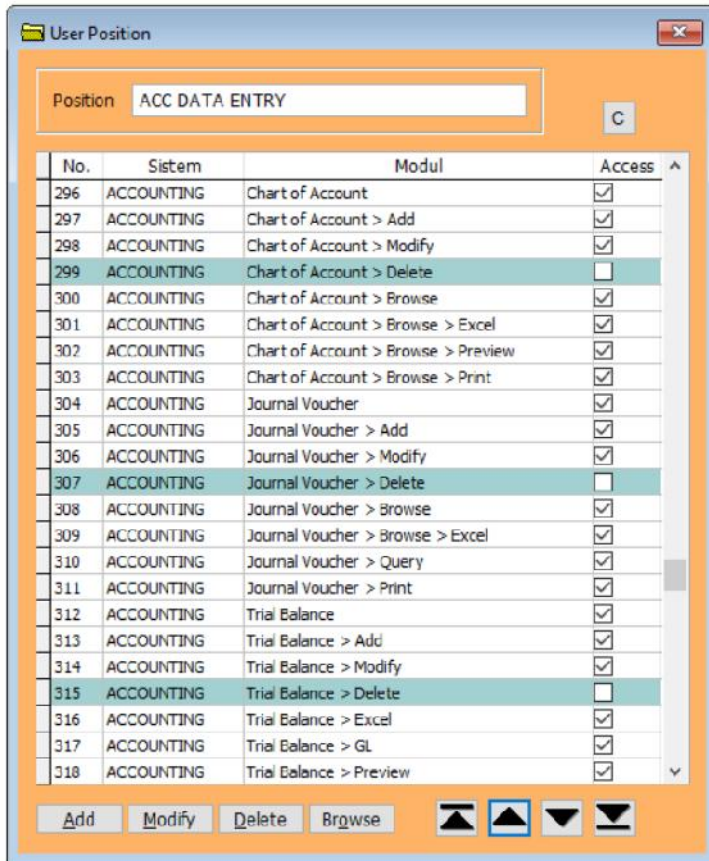 User Position
Position ACC DATA ENTRY
C
No. Sistem Modul Access
296 ACCOUNTING Chart of Account
297 ACCOUNTING Chart of Account > Add
298 ACCOUNTING Chart of Account > Modify
299 ACCOUNTING Chart of Account > Delete
300 ACCOUNTING Chart of Account > Browse
301 ACCOUNTING Chart of Account > Browse > Excel
302 ACCOUNTING Chart of Account > Browse > Preview
303 ACCOUNTING Chart of Account > Browse > Print
304 ACCOUNTING Journal Voucher
305 ACCOUNTING Journal Voucher > Add
306 ACCOUNTING Journal Voucher > Modify
307 ACCOUNTING Journal Voucher > Delete
308 ACCOUNTING Journal Voucher > Browse
309 ACCOUNTING Journal Voucher > Browse > Excel
310 ACCOUNTING Journal Voucher > Query
311 ACCOUNTING Journal Voucher > Print
312 ACCOUNTING Trial Balance
313 ACCOUNTING Trial Balance > Add
314 ACCOUNTING Trial Balance > Modify
315 ACCOUNTING Trial Balance > Delete
316 ACCOUNTING Trial Balance > Excel
317 ACCOUNTING Trial Balance > GL
318 ACCOUNTING Trial Balance > Preview
Add Modify Delete Browse